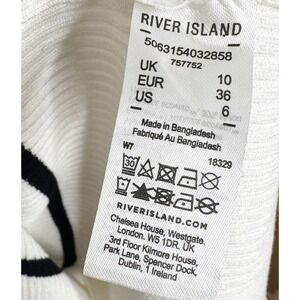 RIVER ISLAND
5063154032858
757752
UK 10
EUR 36
US 6
Made in Bangladesh
Fabriqué Au Bangladesh
W7 18329
30
RIVERISLAND.COM
Chelsea House, Westgate.
London. W5 1DR. UK
3rd Floor Kilmore House,
Park Lane, Spencer Dock,
Dublin, 1 Ireland